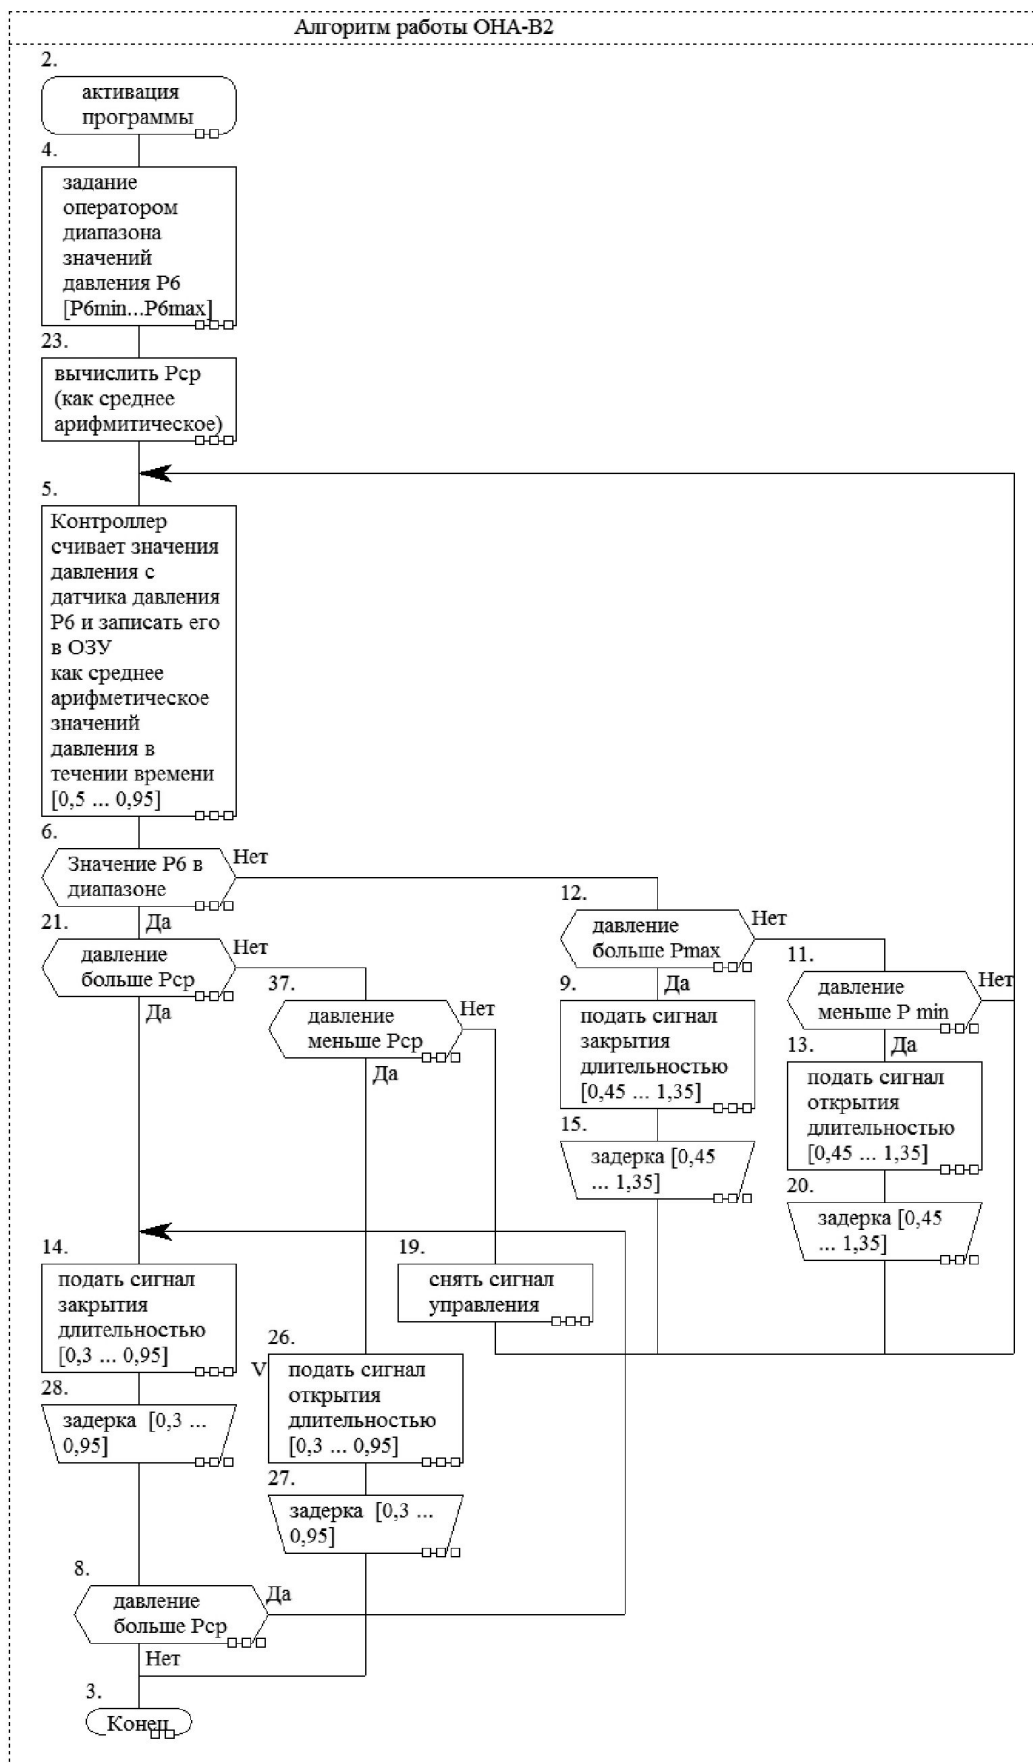 Алгоритм работы ОНА-В2
2.
активация
программы
4.
задание
оператором
диапазона
значений
давления Р6
[P6min...P6max]
23.
вычислить Рср
(как среднее
арифмитическое)
5.
Контроллер
счивает значения
давления с
датчика давления
Р6 и записать его
в ОЗУ
как среднее
арифметическое
значений
давления в
течении времени
[0,5 ... 0,95]
6.
Значение Р6 в
диапазоне
Нет
Да
12.
давление
больше Pmax
Нет
Да
11.
давление
меньше P min
Нет
Да
21.
давление
больше Рср
Нет
Да
37.
давление
меньше Рср
Нет
Да
9.
подать сигнал
закрытия
длительностью
[0,45 ... 1,35]
13.
подать сигнал
открытия
длительностью
[0,45 ... 1,35]
15.
задерка [0,45
... 1,35]
20.
задерка [0,45
... 1,35]
14.
подать сигнал
закрытия
длительностью
[0,3 ... 0,95]
19.
снять сигнал
управления
26.
V
подать сигнал
открытия
длительностью
[0,3 ... 0,95]
28.
задерка [0,3 ...
0,95]
27.
задерка [0,3 ...
0,95]
8.
давление
больше Рср
Да
Нет
3.
Конец